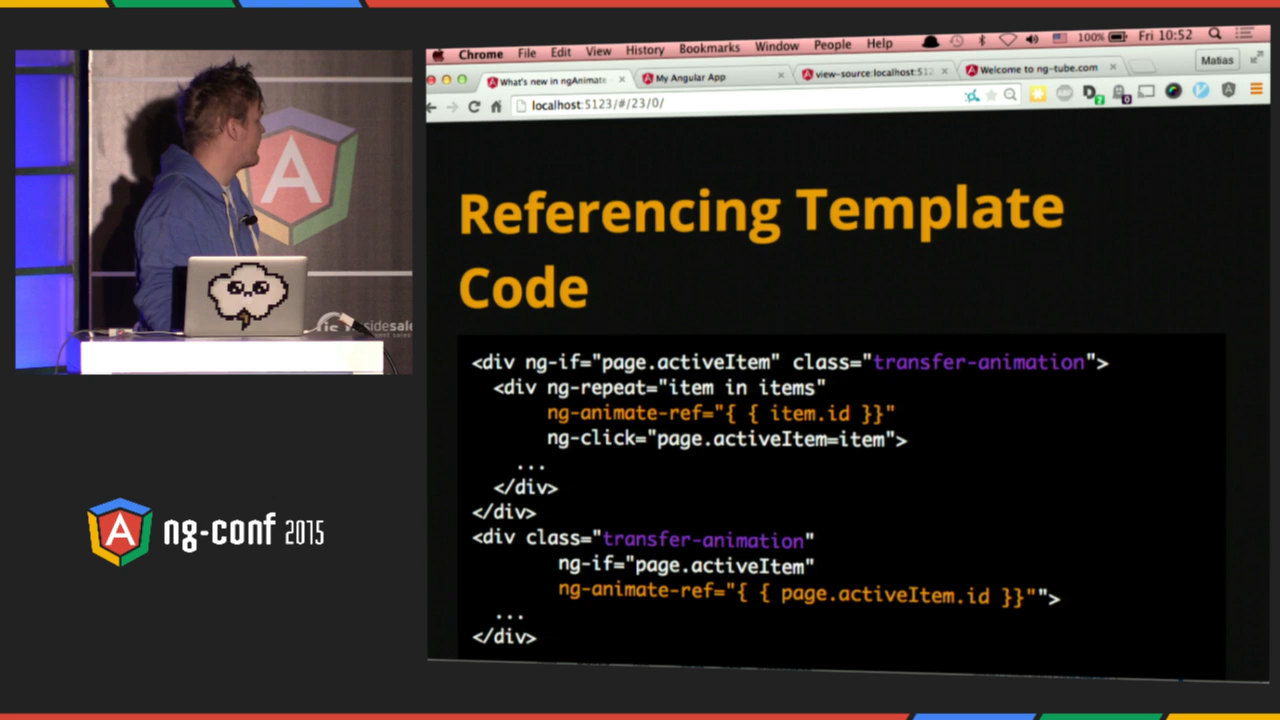 Chrome File Edit View History Bookmarks Window People Help 100% Fri 10:52
What's new in ngAnimate
My Angular App
view-source:localhost:512
Welcome to ng-tube.com
Matias
localhost:5123/#/23/0/
Referencing Template
Code
<div ng-if="page.activeItem" class="transfer-animation">
<div ng-repeat="item in items"
ng-animate-ref="{ { item.id }}"
ng-click="page.activeItem=item">
...
</div>
</div>
<div class="transfer-animation"
ng-if="page.activeItem"
ng-animate-ref="{ { page.activeItem.id }}"">
...
</div>
A
is sidesale
A ng-conf 2015